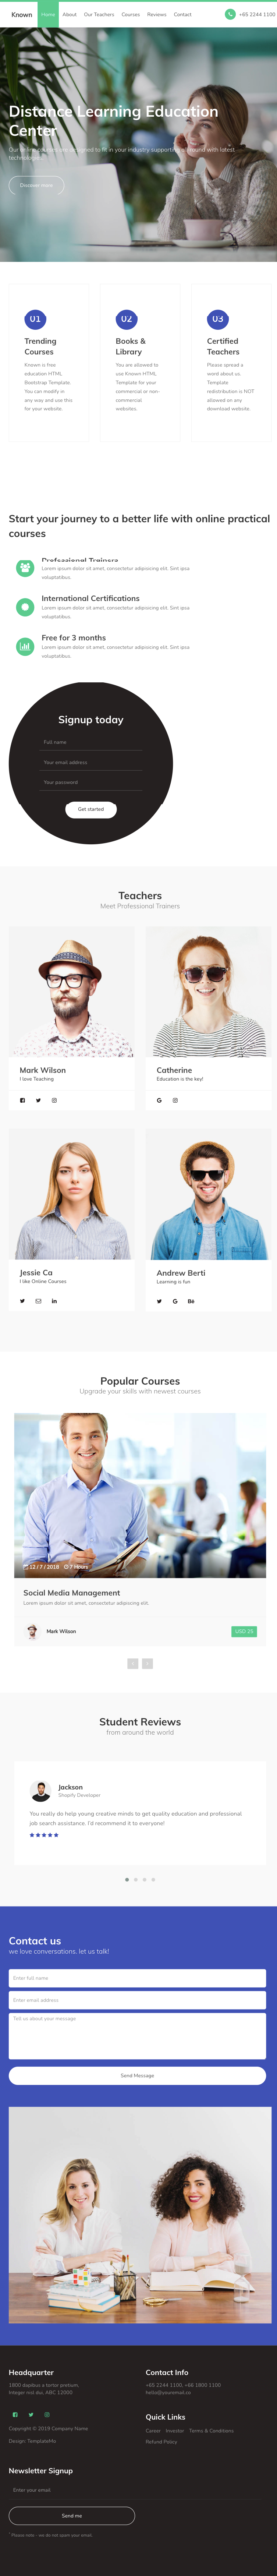 Known
Home
About
Our Teachers
Courses
Reviews
Contact
+65 2244 1100
Distance Learning Education
Center
Our online courses are designed to fit in your industry supporting all-round with latest
technologies.
Discover more
01
Trending
Courses
Known is free
education HTML
Bootstrap Template.
You can modify in
any way and use this
for your website.
02
Books &
Library
You are allowed to
use Known HTML
Template for your
commercial or non-
commercial
websites.
03
Certified
Teachers
Please spread a
word about us.
Template
redistribution is NOT
allowed on any
download website.
Start your journey to a better life with online practical
courses
Lorem ipsum dolor sit amet, consectetur adipisicing elit. Sint ipsa
voluptatibus.
International Certifications
Lorem ipsum dolor sit amet, consectetur adipisicing elit. Sint ipsa
voluptatibus.
Free for 3 months
Lorem ipsum dolor sit amet, consectetur adipisicing elit. Sint ipsa
voluptatibus.
Signup today
Full name
Your email address
Your password
Get started
Teachers
Meet Professional Trainers
Mark Wilson
I love Teaching
Catherine
Education is the key!
Jessie Ca
I like Online Courses
Andrew Berti
Learning is fun
Popular Courses
Upgrade your skills with newest courses
12 / 7 / 2018
7 Hours
Social Media Management
Lorem ipsum dolor sit amet, consectetur adipisicing elit.
Mark Wilson
USD 25
Student Reviews
from around the world
Jackson
Shopify Developer
You really do help young creative minds to get quality education and professional
job search assistance. I'd recommend it to everyone!
Contact us
we love conversations. let us talk!
Enter full name
Enter email address
Tell us about your message
Send Message
Headquarter
1800 dapibus a tortor pretium,
Integer nisl dui, ABC 12000
Copyright © 2019 Company Name
Design: TemplateMo
Contact Info
+65 2244 1100, +66 1800 1100
hello@youremail.co
Quick Links
Career
Investor
Terms & Conditions
Refund Policy
Newsletter Signup
Enter your email
Send me
* Please note - we do not spam your email.